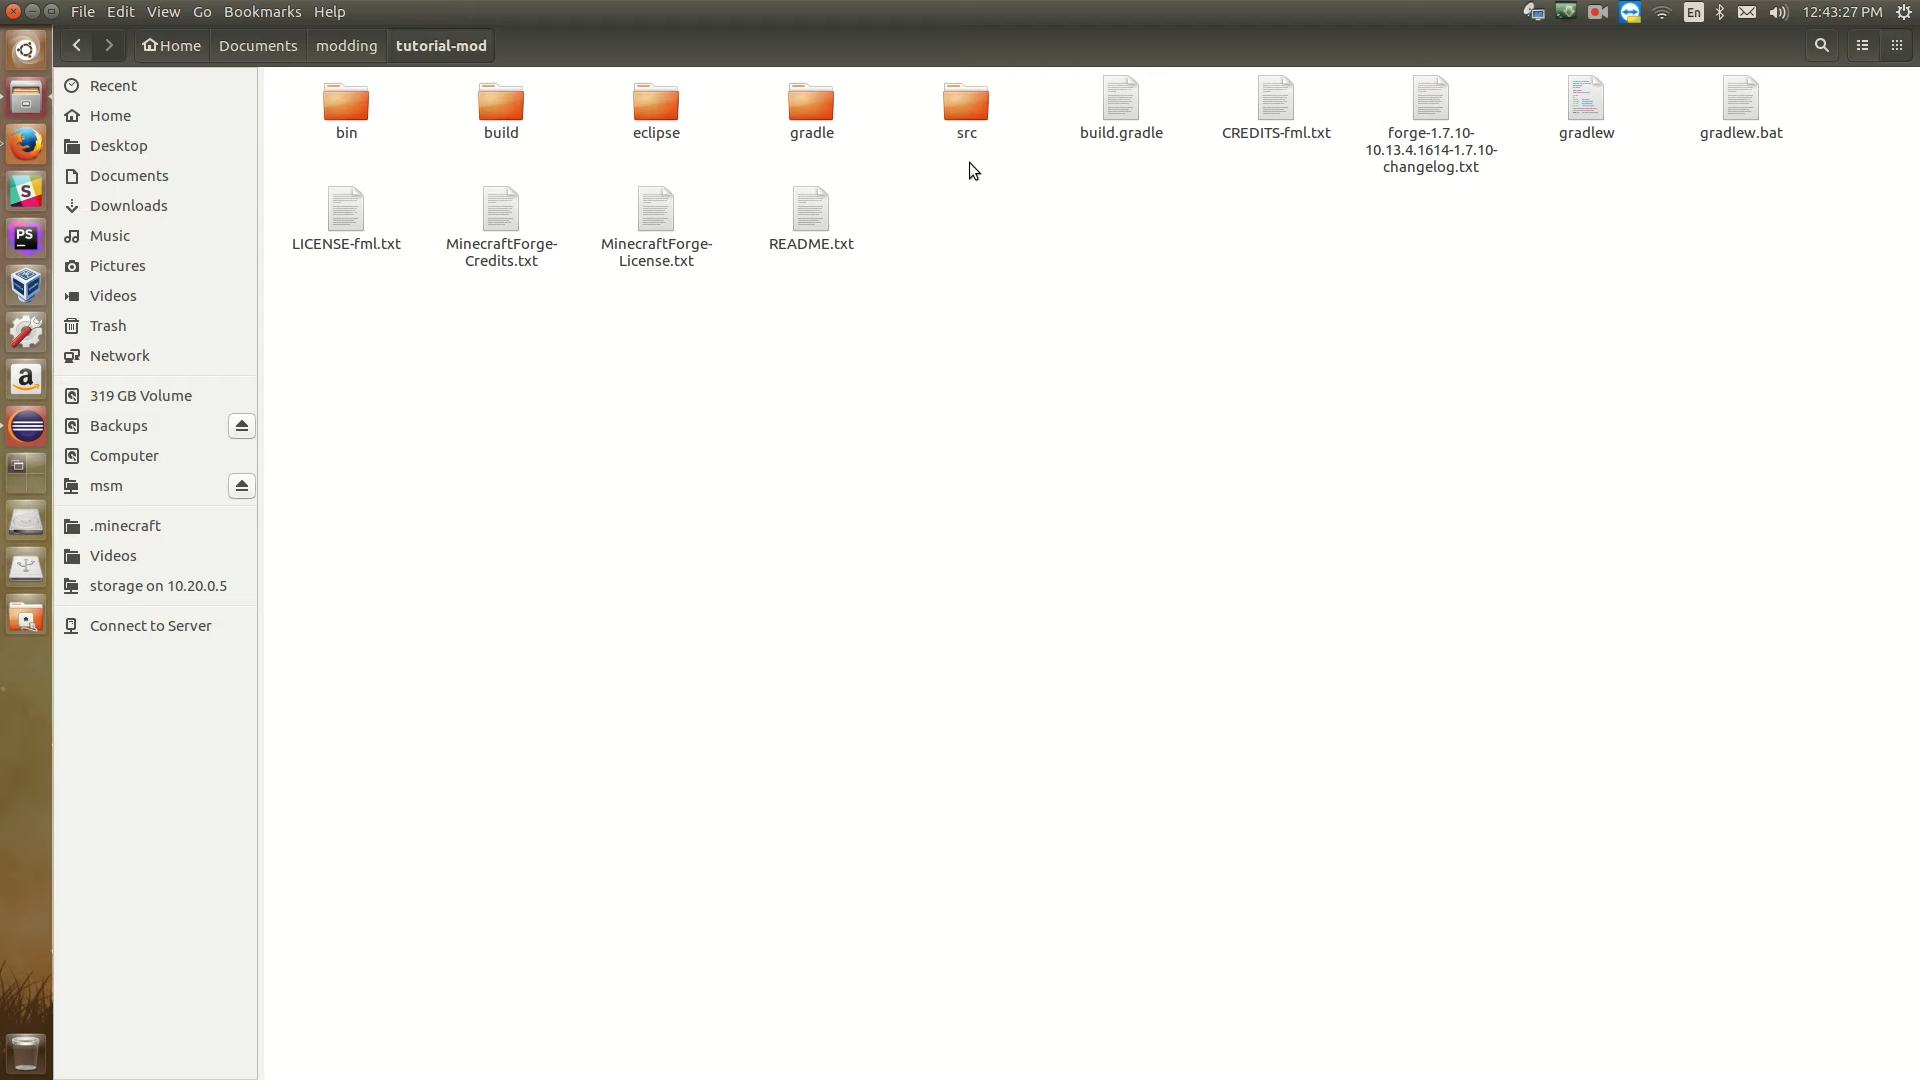 File Edit View Go Bookmarks Help
En 12:43:27 PM
Home Documents modding tutorial-mod
Recent
Home
Desktop
Documents
Downloads
Music
Pictures
Videos
Trash
Network
319 GB Volume
Backups
Computer
msm
.minecraft
Videos
storage on 10.20.0.5
Connect to Server
S
PS
a
bin
build
eclipse
gradle
src
build.gradle
CREDITS-fml.txt
forge-1.7.10-
10.13.4.1614-1.7.10-
changelog.txt
gradlew
gradlew.bat
LICENSE-fml.txt
MinecraftForge-
Credits.txt
MinecraftForge-
License.txt
README.txt